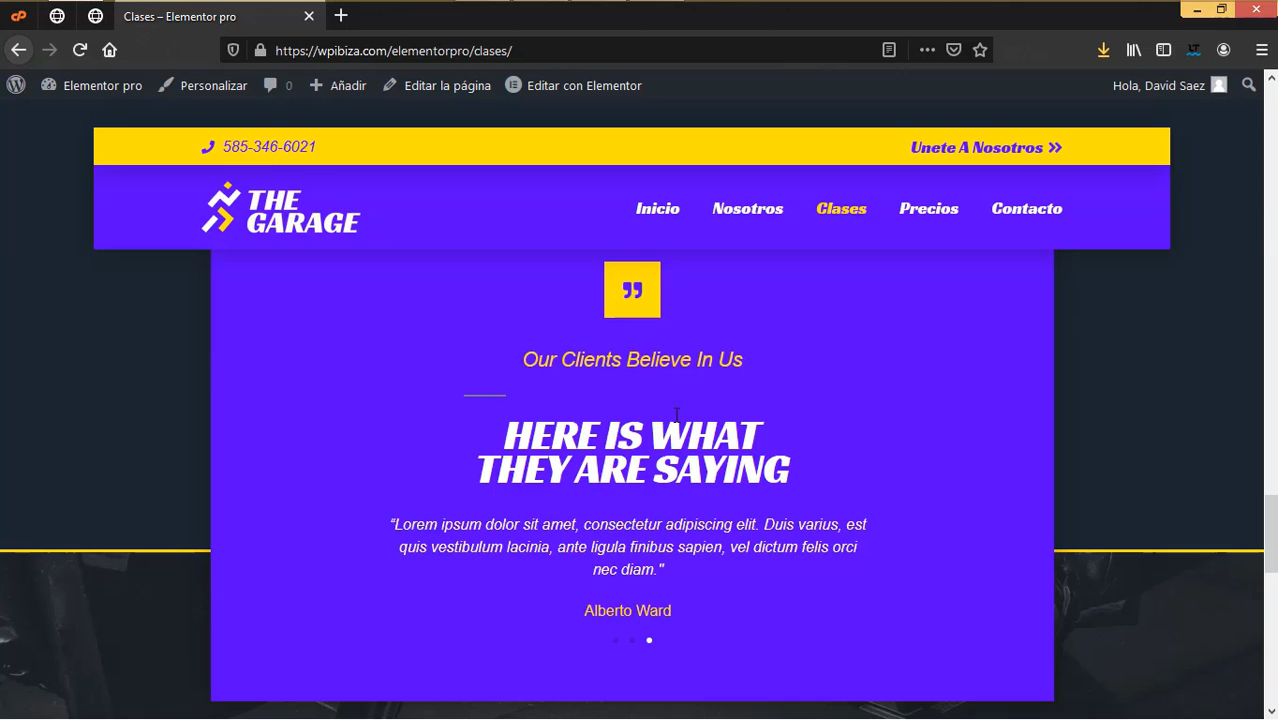 Clases – Elementor pro
https://wpibiza.com/elementorpro/clases/
Elementor pro
Personalizar
0
Añadir
Editar la página
Editar con Elementor
Hola, David Saez
585-346-6021
Unete A Nosotros
THE
GARAGE
Inicio
Nosotros
Clases
Precios
Contacto
Our Clients Believe In Us
HERE IS WHAT
THEY ARE SAYING
"Lorem ipsum dolor sit amet, consectetur adipiscing elit. Duis varius, est
quis vestibulum lacinia, ante ligula finibus sapien, vel dictum felis orci
nec diam."
Alberto Ward